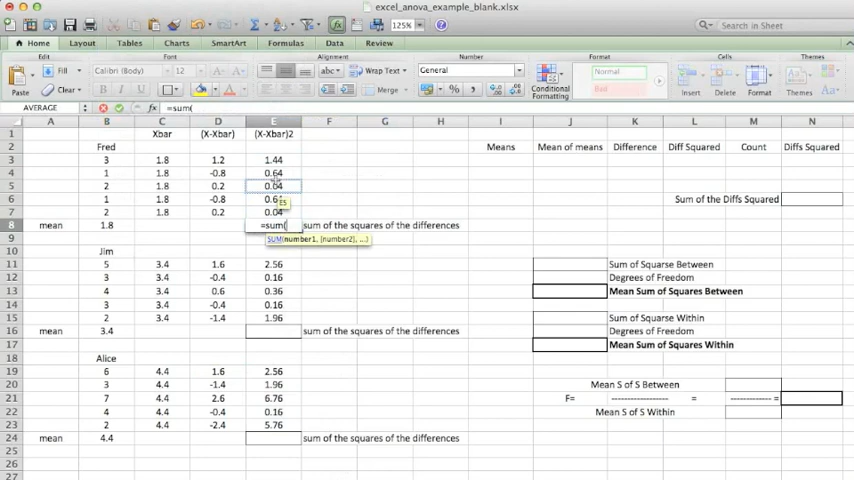 excel_anova_example_blank.xlsx
125%
Search in Sheet
Home Layout Tables Charts SmartArt Formulas Data Review
Edit Font Alignment Number Format Cells Themes
Paste Fill Clear Calibri (Body) 12 B I U abc Wrap Text Merge General % Conditional Formatting Normal Bad Insert Delete Format Themes Aa
AVERAGE fx =sum(
A B C D E F G H I J K L M N
1 Xbar (X-Xbar) (X-Xbar)2
2 Fred Means Mean of means Difference Diff Squared Count Diffs Squared
3 3 1.8 1.2 1.44
4 1 1.8 -0.8 0.64
5 2 1.8 0.2 0.04
6 1 1.8 -0.8 0.64 Sum of the Diffs Squared
E5
7 2 1.8 0.2 0.04
8 mean 1.8 =sum( sum of the squares of the differences
SUM(number1, [number2], ...)
9
10 Jim
11 5 3.4 1.6 2.56 Sum of Squarse Between
12 3 3.4 -0.4 0.16 Degrees of Freedom
13 4 3.4 0.6 0.36 Mean Sum of Squares Between
14 3 3.4 -0.4 0.16
15 2 3.4 -1.4 1.96 Sum of Squarse Within
16 mean 3.4 sum of the squares of the differences Degrees of Freedom
17 Mean Sum of Squares Within
18 Alice
19 6 4.4 1.6 2.56
20 3 4.4 -1.4 1.96 Mean S of S Between
21 7 4.4 2.6 6.76 F= ------------------ = ------------- =
22 4 4.4 -0.4 0.16 Mean S of S Within
23 2 4.4 -2.4 5.76
24 mean 4.4 sum of the squares of the differences
25
26
27